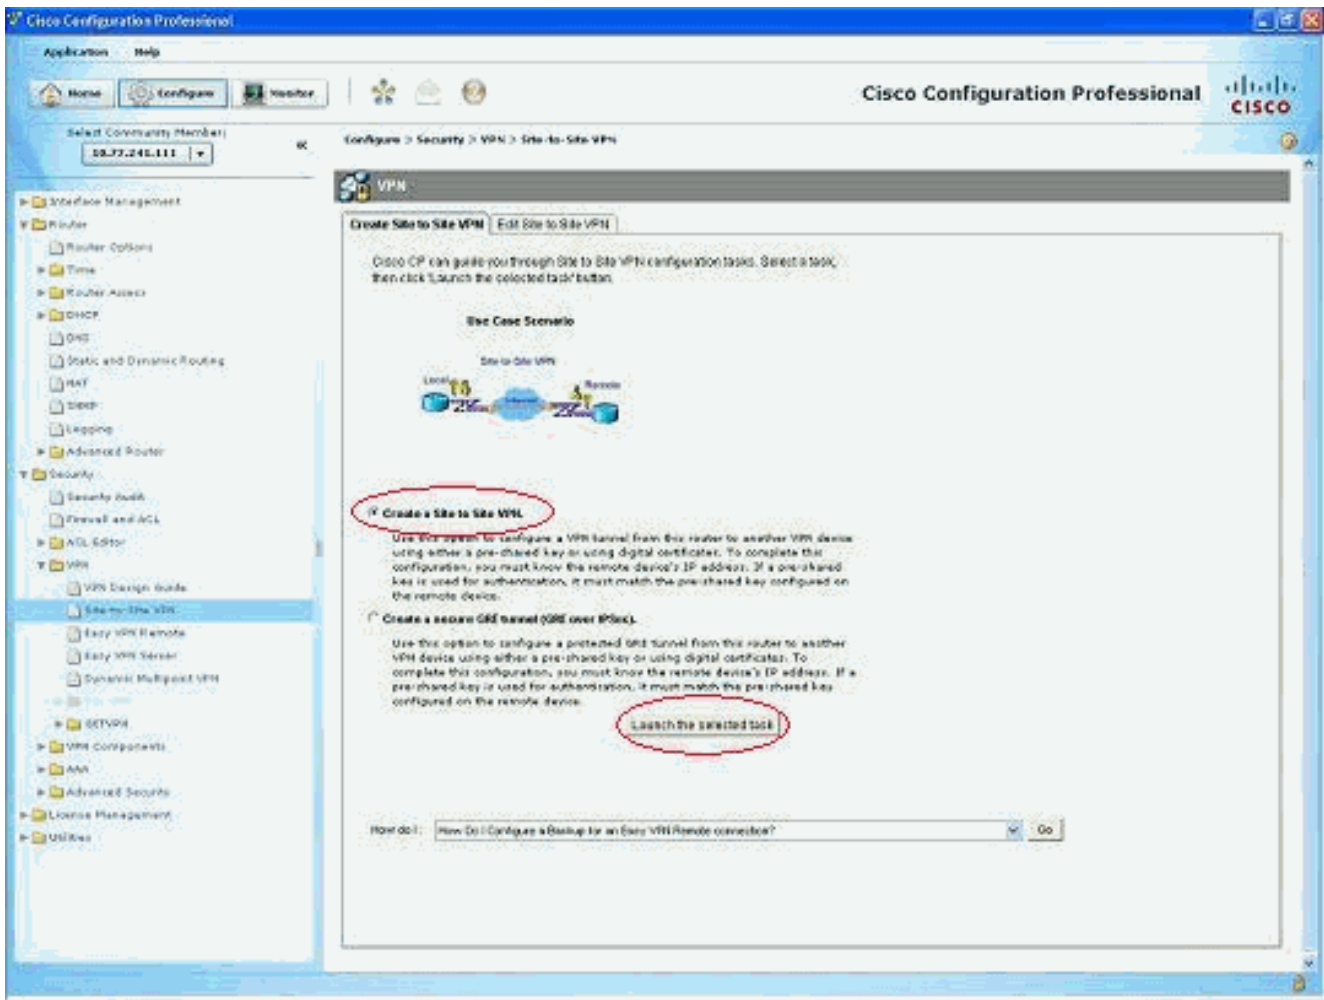 Cisco Configuration Professional
Application Help
Home Configure Monitor
Cisco Configuration Professional
CISCO
Select Community Member:
10.77.241.111
«
Configure > Security > VPN > Site-to-Site VPN
Interface Management
Router
Router Options
Time
Router Access
DHCP
DNS
Static and Dynamic Routing
NAT
SNMP
Logging
Advanced Router
Security
Security Audit
Firewall and ACL
ACL Editor
VPN
VPN Design Guide
Site-to-Site VPN
Easy VPN Remote
Easy VPN Server
Dynamic Multipoint VPN
GETVPN
VPN Components
AAA
Advanced Security
License Management
Utilities
VPN
Create Site to Site VPN Edit Site to Site VPN
Cisco CP can guide you through Site to Site VPN configuration tasks. Select a task,
then click 'Launch the selected task' button.
Use Case Scenario
Site-to-Site VPN
Local
Remote
Internet
Create a Site to Site VPN.
Use this option to configure a VPN tunnel from this router to another VPN device
using either a pre-shared key or using digital certificates. To complete this
configuration, you must know the remote device's IP address. If a pre-shared
key is used for authentication, it must match the pre-shared key configured on
the remote device.
Create a secure GRE tunnel (GRE over IPSec).
Use this option to configure a protected GRE tunnel from this router to another
VPN device using either a pre-shared key or using digital certificates. To
complete this configuration, you must know the remote device's IP address. If a
pre-shared key is used for authentication, it must match the pre-shared key
configured on the remote device.
Launch the selected task
How do I: How Do I Configure a Backup for an Easy VPN Remote connection? Go